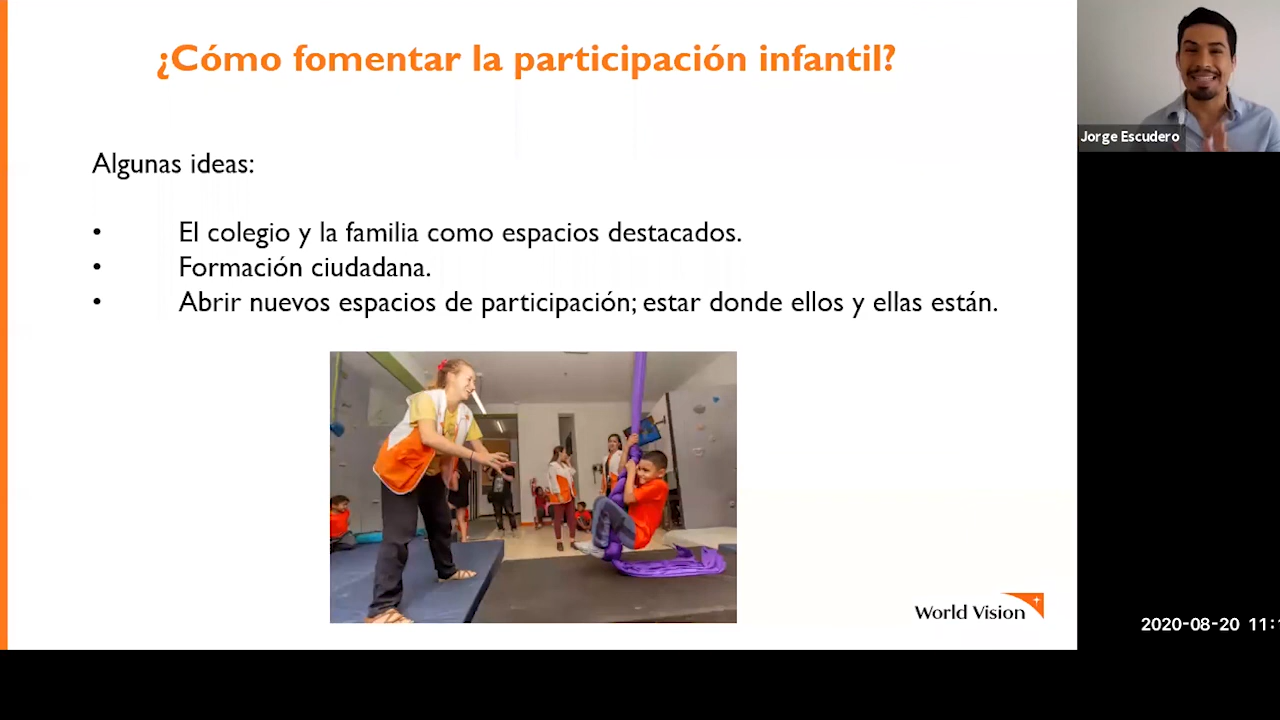 ¿Cómo fomentar la participación infantil?
Jorge Escudero
Algunas ideas:
• El colegio y la familia como espacios destacados.
• Formación ciudadana.
• Abrir nuevos espacios de participación; estar donde ellos y ellas están.
World Vision
2020-08-20 11: